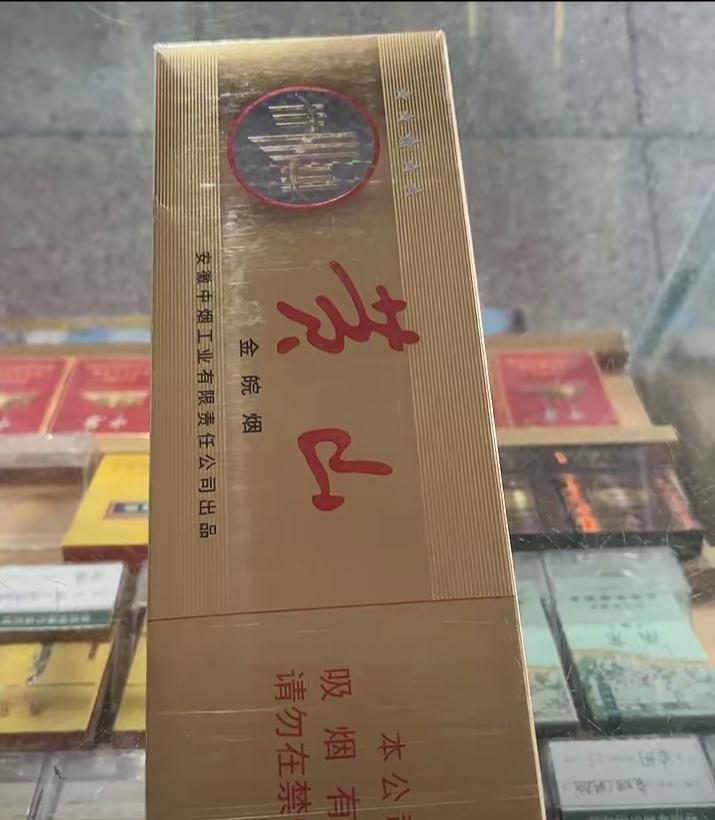 黄山
金皖烟
安徽中烟工业有限责任公司出品
本公
吸烟有
请勿在禁